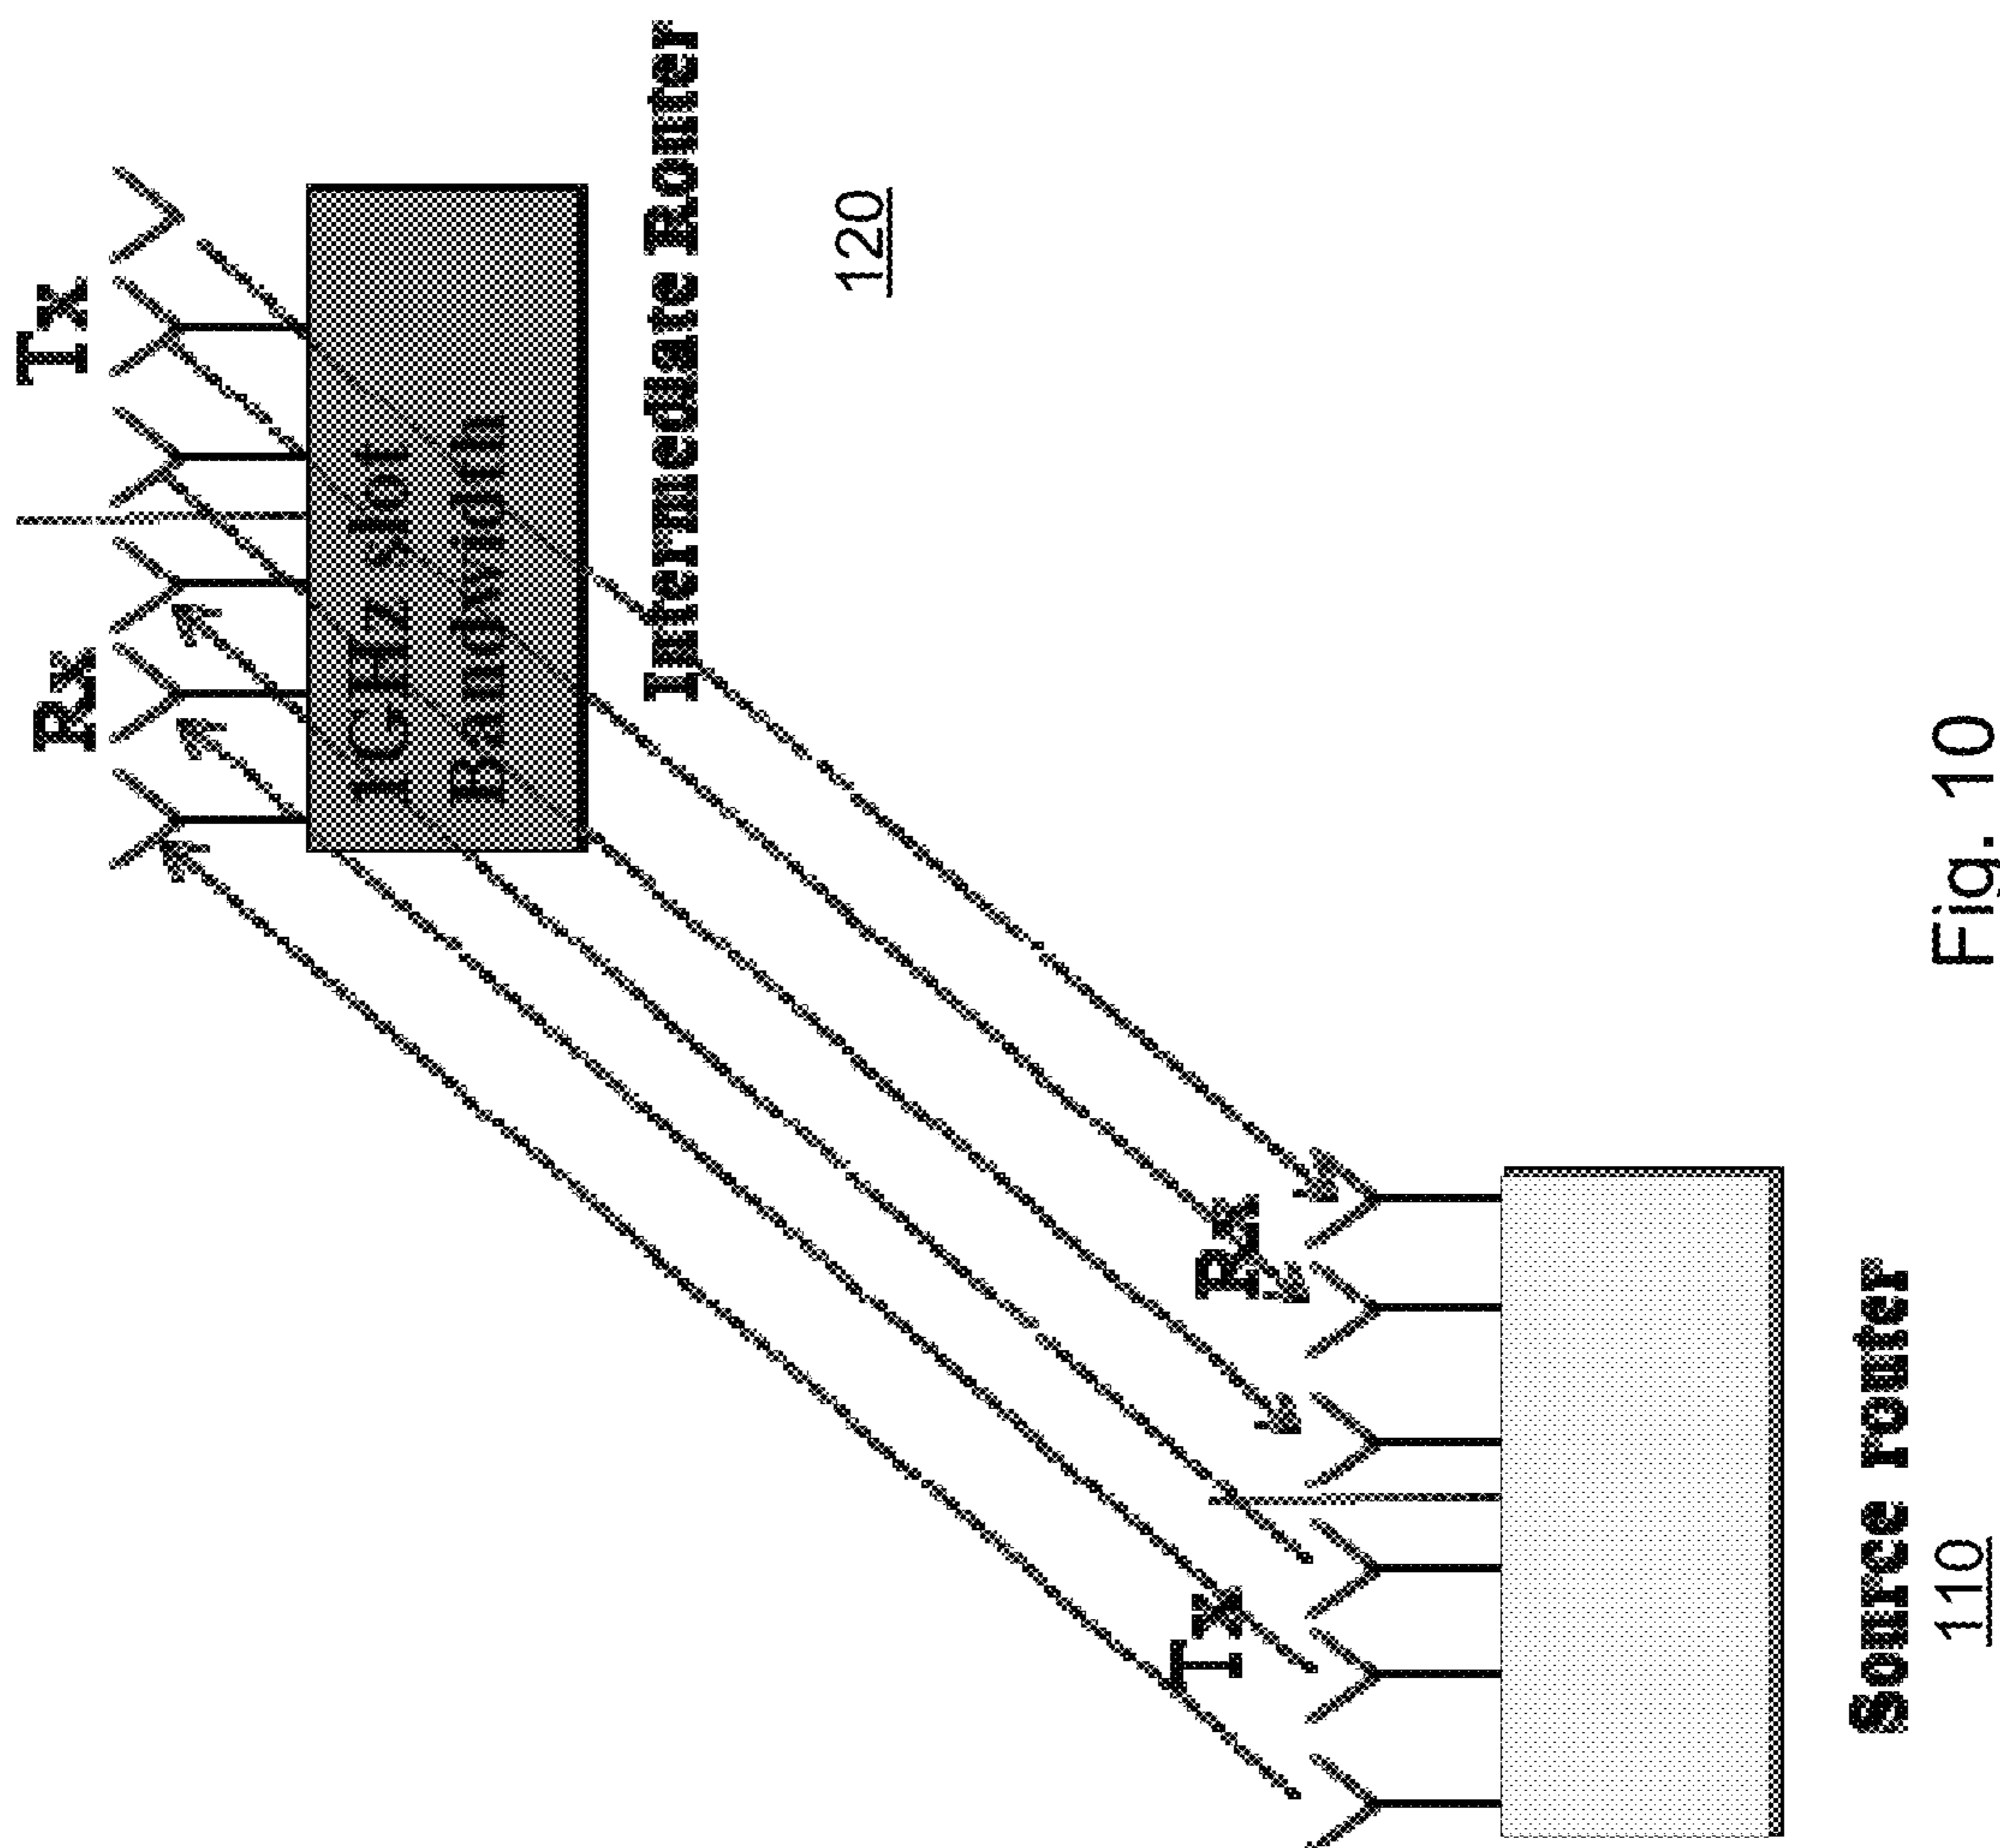 Rx Tx
1GHz slot
Bandwidth
Intermediate Router
120
Tx Rx
Source router
110
Fig. 10